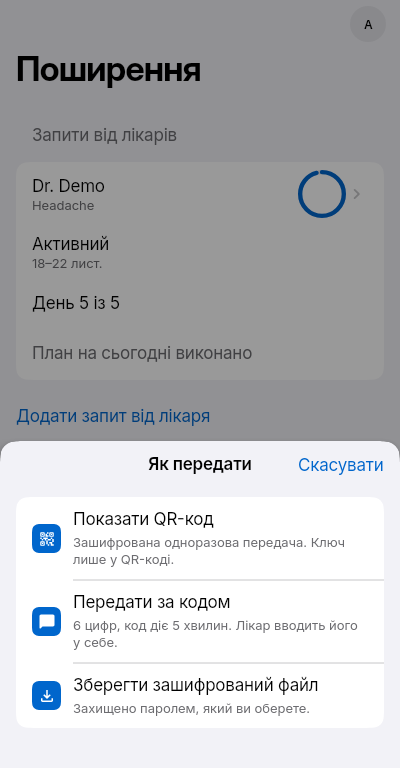 A
Поширення
Запити від лікарів
Dr. Demo
Headache
Активний
18–22 лист.
День 5 із 5
План на сьогодні виконано
Додати запит від лікаря
Як передати
Скасувати
Показати QR-код
Зашифрована одноразова передача. Ключ
лише у QR-коді.
Передати за кодом
6 цифр, код діє 5 хвилин. Лікар вводить його
у себе.
Зберегти зашифрований файл
Захищено паролем, який ви оберете.